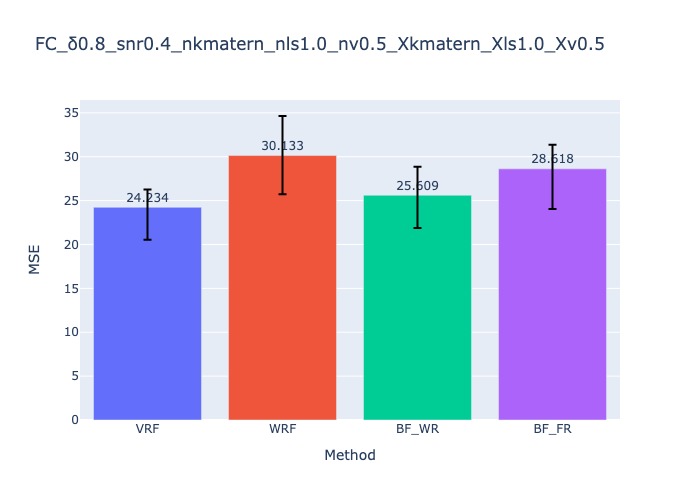 FC_δ0.8_snr0.4_nkmatern_nls1.0_nv0.5_Xkmatern_Xls1.0_Xv0.5
35
30
25
20
15
10
5
0
MSE
24.234
30.133
25.609
28.618
VRF
WRF
BF_WR
BF_FR
Method